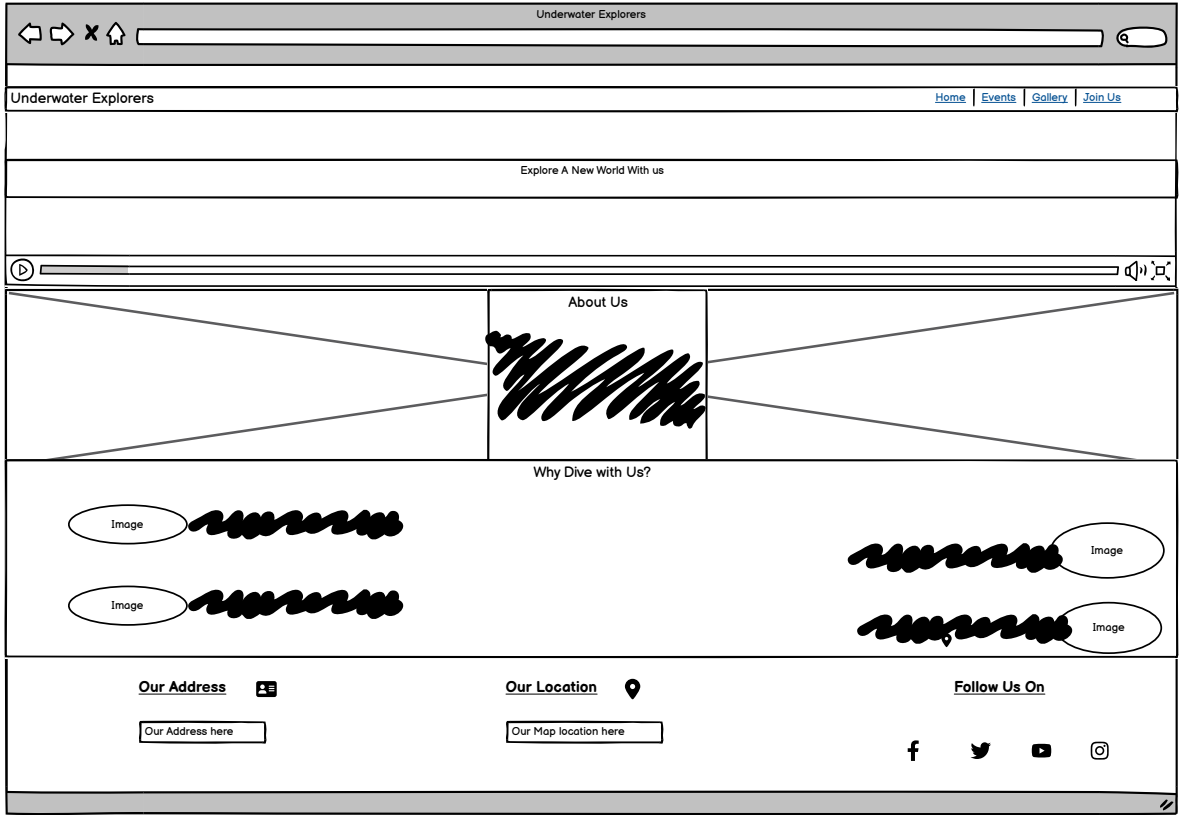 Underwater Explorers
Underwater Explorers
Home
Events
Gallery
Join Us
Explore A New World With us
About Us
Why Dive with Us?
Image
Image
Image
Image
Our Address
Our Location
Follow Us On
Our Address here
Our Map location here